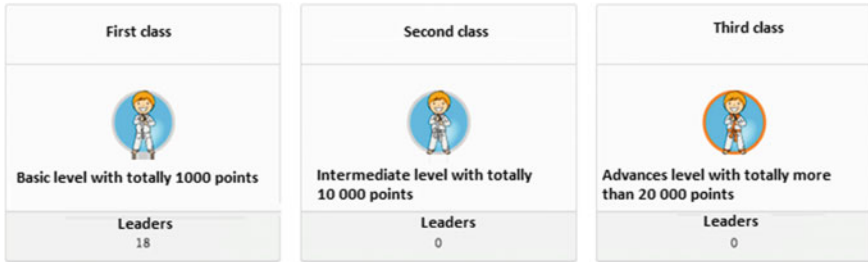 First class
Basic level with totally 1000 points
Leaders
18
Second class
Intermediate level with totally
10 000 points
Leaders
0
Third class
Advances level with totally more
than 20 000 points
Leaders
0